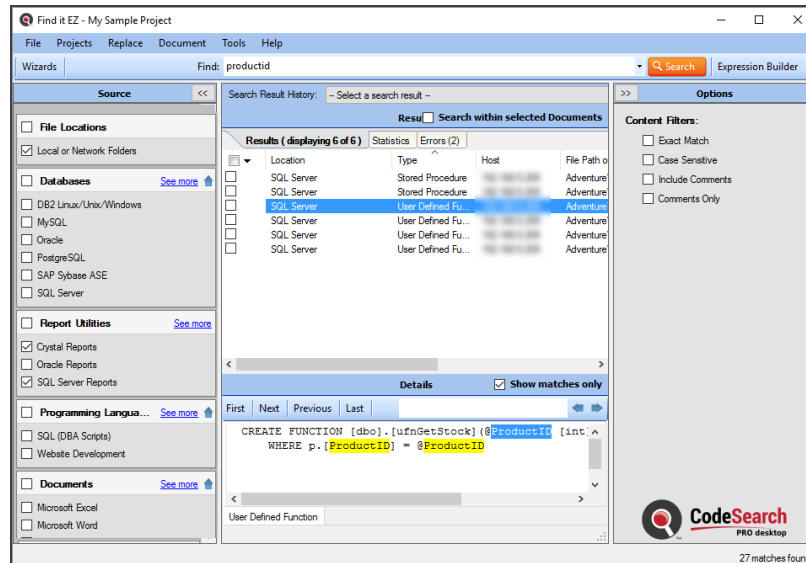 Find it EZ - My Sample Project
File Projects Replace Document Tools Help
Wizards Find: productid Search Expression Builder
Source << Search Result History: -- Select a search result -- >> Options
Resu Search within selected Documents
Content Filters:
Exact Match
Case Sensitive
Include Comments
Comments Only
File Locations
Local or Network Folders
Databases See more
DB2 Linux/Unix/Windows
MySQL
Oracle
PostgreSQL
SAP Sybase ASE
SQL Server
Report Utilities See more
Crystal Reports
Oracle Reports
SQL Server Reports
Programming Langua... See more
SQL (DBA Scripts)
Website Development
Documents See more
Microsoft Excel
Microsoft Word
Results ( displaying 6 of 6 ) Statistics Errors (2)
Location Type Host File Path o
SQL Server Stored Procedure Adventure
SQL Server Stored Procedure Adventure
SQL Server User Defined Fu... Adventure
SQL Server User Defined Fu... Adventure
SQL Server User Defined Fu... Adventure
SQL Server User Defined Fu... Adventure
Details Show matches only
First Next Previous Last
CREATE FUNCTION [dbo].[ufnGetStock](@ProductID [int]
WHERE p.[ProductID] = @ProductID
User Defined Function
CodeSearch
PRO desktop
27 matches foun